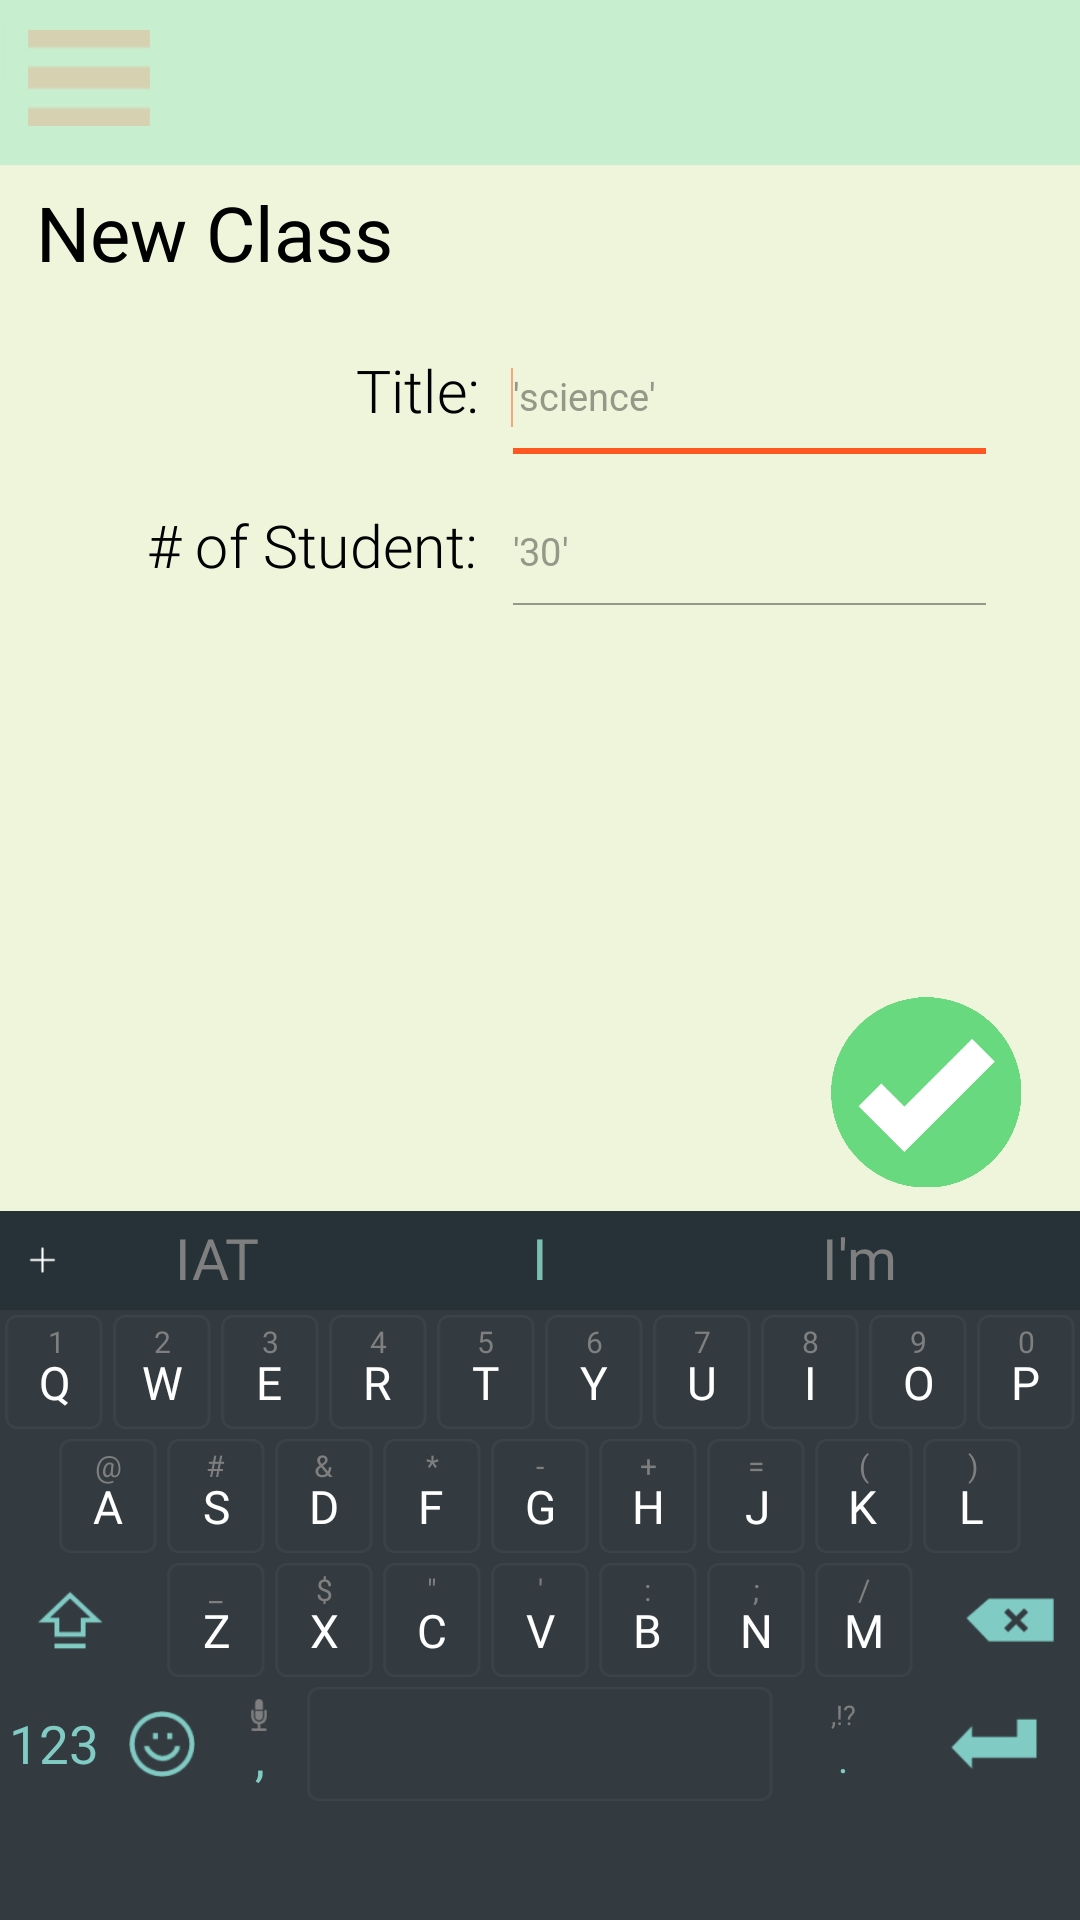 New Class
Title: 'science'
# of Student: '30'
+ IAT I I'm
1 2 3 4 5 6 7 8 9 0
Q W E R T Y U I O P
@ # & * - + = ( )
A S D F G H J K L
_ $ " ' : ; /
Z X C V B N M
,!?
123 , .